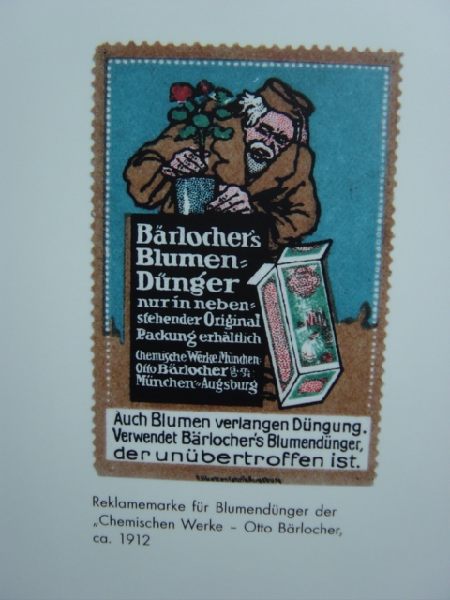 Bärlocher's
Blumen=
Dünger
nur in neben=
stehender Original
Packung erhältlich
Chemische Werke München:
Otto Bärlocher G.m.
München-Augsburg
Auch Blumen verlangen Düngung.
Verwendet Bärlocher's Blumendünger,
der unübertroffen ist.
Reklamemarke für Blumendünger der
„Chemischen Werke – Otto Bärlocher,
ca. 1912